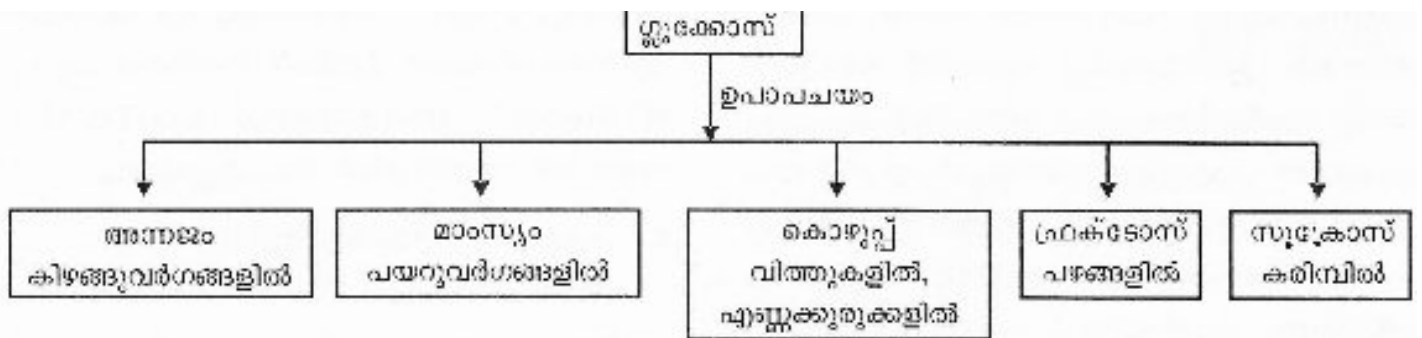 ഗ്ലൂക്കോസ്
ഉപാപചയം
അന്നജം
കിഴങ്ങുവർഗങ്ങളിൽ
മാംസ്യം
പയറുവർഗങ്ങളിൽ
കൊഴുപ്പ്
വിത്തുകളിൽ,
എണ്ണക്കുരുക്കളിൽ
ഫ്രക്ടോസ്
പഴങ്ങളിൽ
സൂക്രോസ്
കരിമ്പിൽ